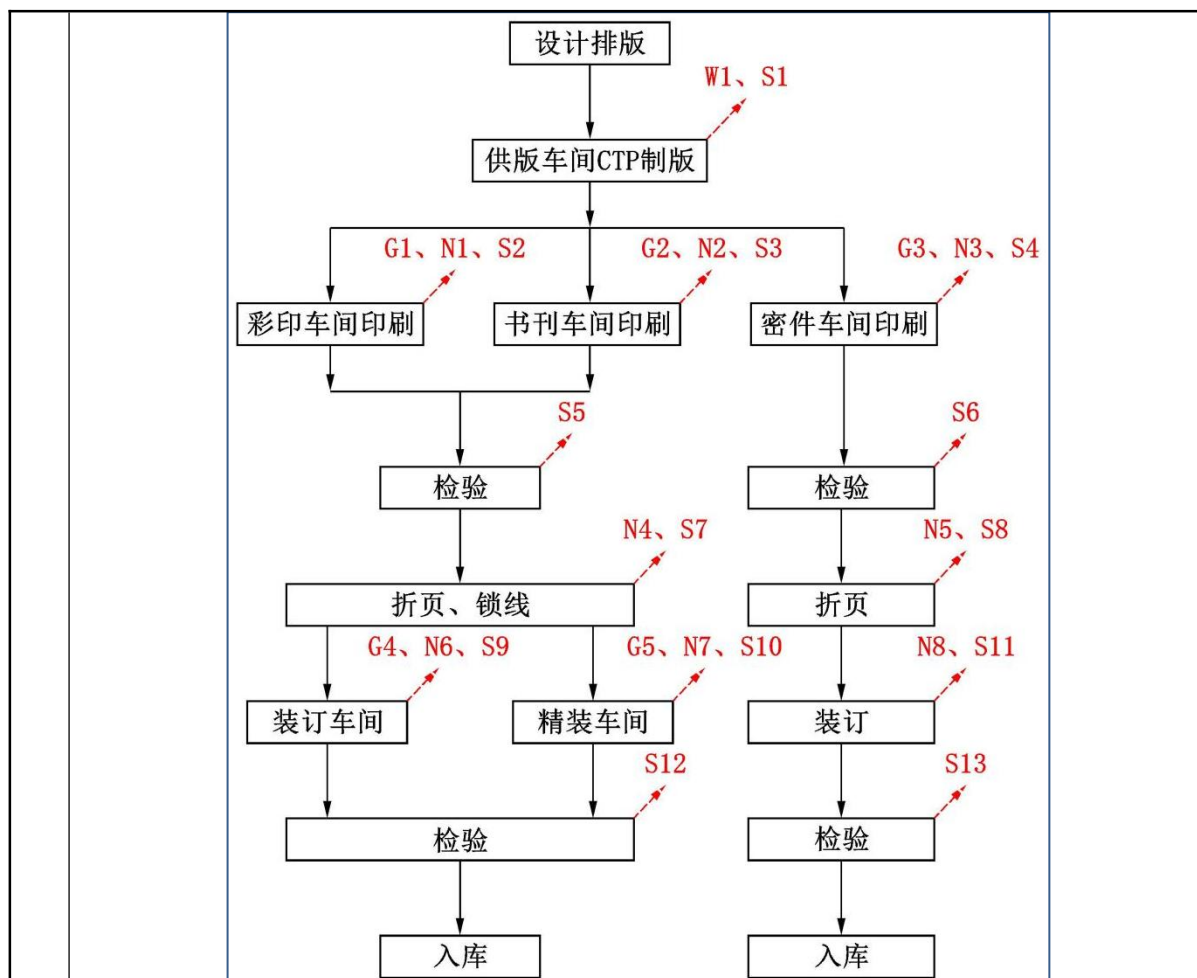 设计排版
W1、S1
供版车间CTP制版
G1、N1、S2
G2、N2、S3
G3、N3、S4
彩印车间印刷
书刊车间印刷
密件车间印刷
S5
S6
检验
检验
N4、S7
N5、S8
折页、锁线
折页
G4、N6、S9
G5、N7、S10
N8、S11
装订车间
精装车间
装订
S12
S13
检验
检验
入库
入库